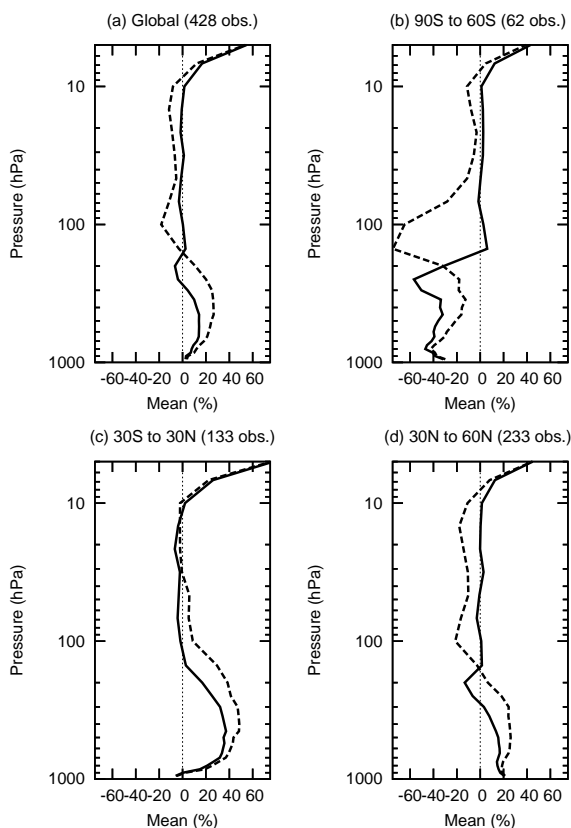 (a) Global (428 obs.)
10
100
1000
Pressure (hPa)
-60-40-20 0 20 40 60
Mean (%)
(b) 90S to 60S (62 obs.)
10
100
1000
Pressure (hPa)
-60-40-20 0 20 40 60
Mean (%)
(c) 30S to 30N (133 obs.)
10
100
1000
Pressure (hPa)
-60-40-20 0 20 40 60
Mean (%)
(d) 30N to 60N (233 obs.)
10
100
1000
Pressure (hPa)
-60-40-20 0 20 40 60
Mean (%)